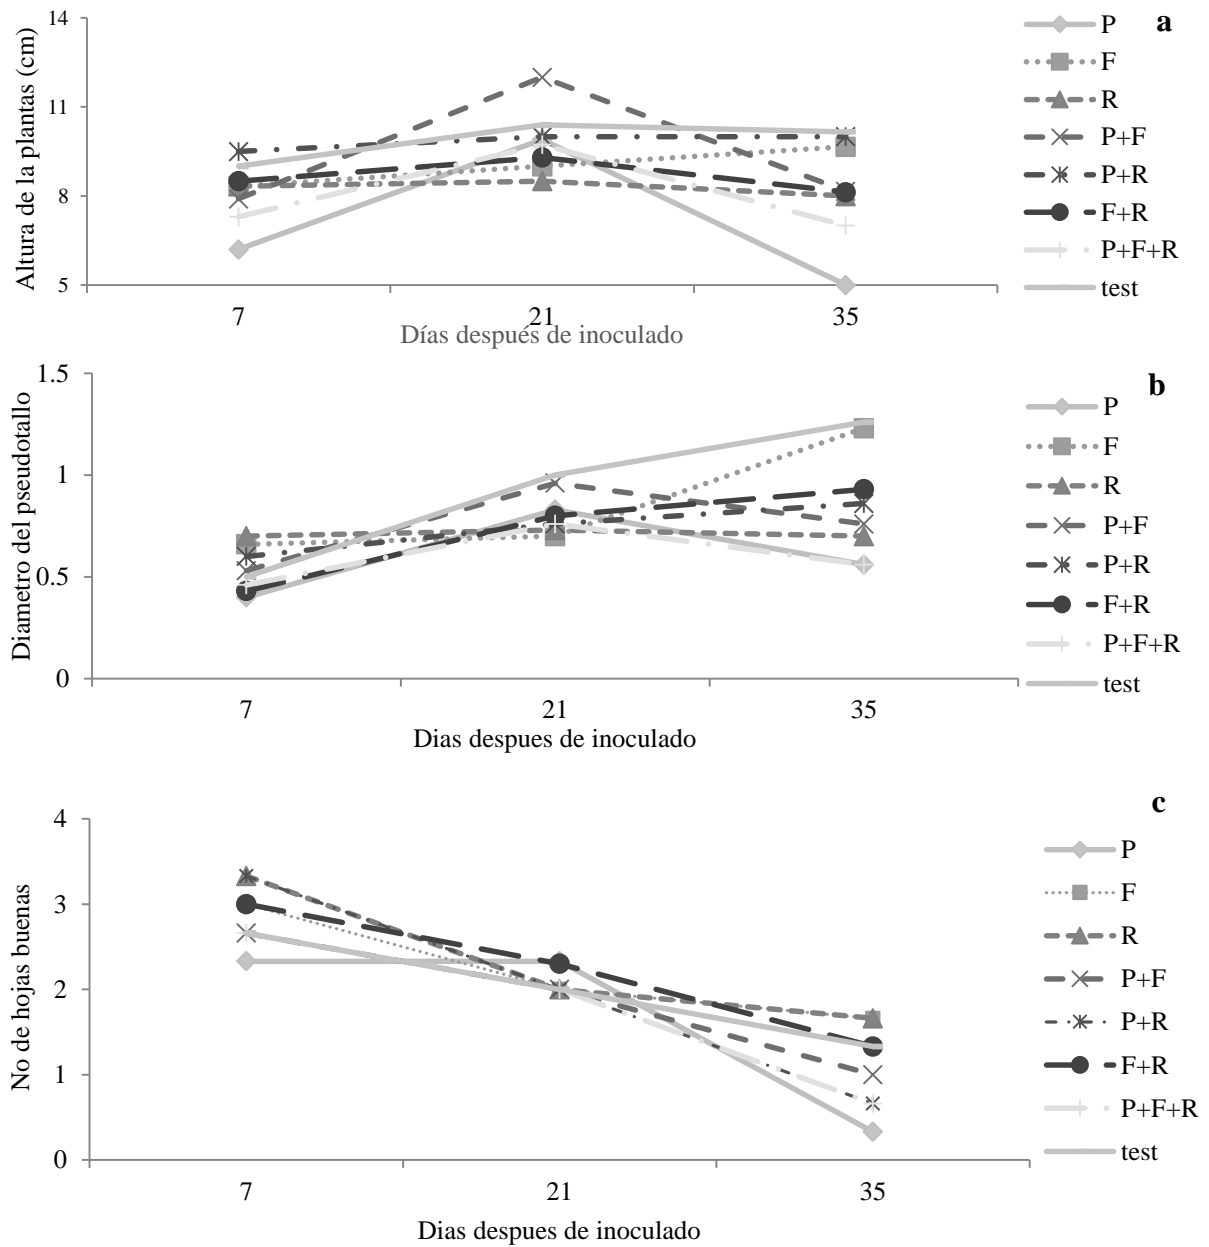 a
Altura de la plantas (cm)
14
11
8
5
7
21
35
Días después de inoculado
P
F
R
P+F
P+R
F+R
P+F+R
test
b
Diametro del pseudotallo
1.5
1
0.5
0
7
21
35
Dias despues de inoculado
P
F
R
P+F
P+R
F+R
P+F+R
test
c
No de hojas buenas
4
3
2
1
0
7
21
35
Dias despues de inoculado
P
F
R
P+F
P+R
F+R
P+F+R
test